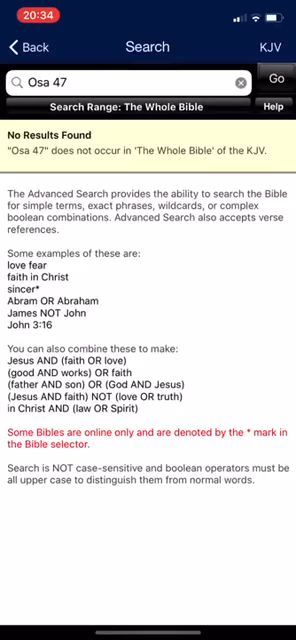 20:34
Back
Search
KJV
Osa 47
Go
Search Range: The Whole Bible
Help
No Results Found
"Osa 47" does not occur in 'The Whole Bible' of the KJV.
The Advanced Search provides the ability to search the Bible
for simple terms, exact phrases, wildcards, or complex
boolean combinations. Advanced Search also accepts verse
references.
Some examples of these are:
love fear
faith in Christ
sincer*
Abram OR Abraham
James NOT John
John 3:16
You can also combine these to make:
Jesus AND (faith OR love)
(good AND works) OR faith
(father AND son) OR (God AND Jesus)
(Jesus AND faith) NOT (love OR truth)
in Christ AND (law OR Spirit)
Some Bibles are online only and are denoted by the * mark in
the Bible selector.
Search is NOT case-sensitive and boolean operators must be
all upper case to distinguish them from normal words.